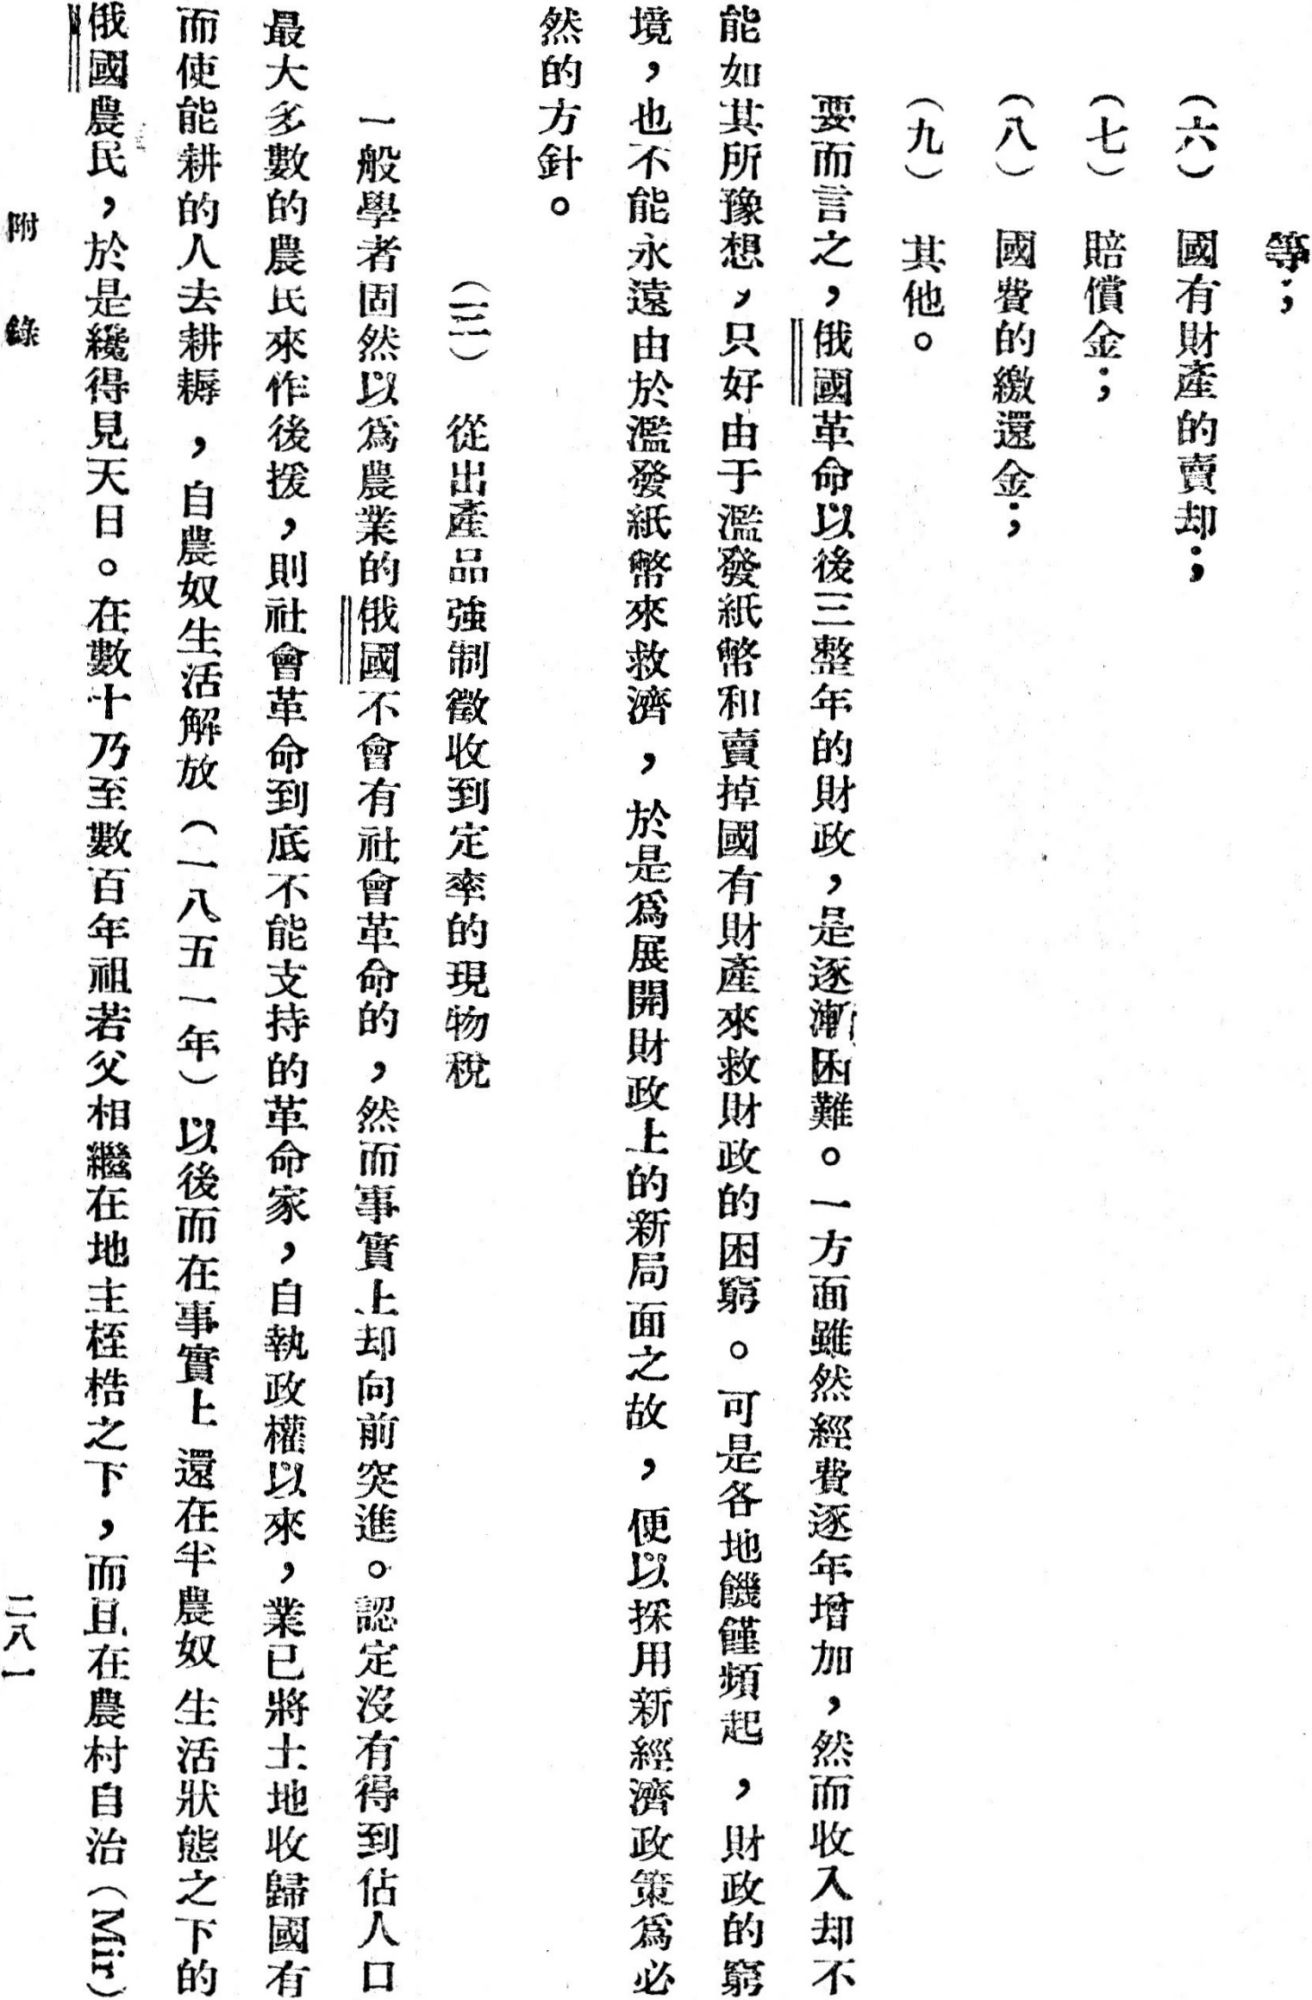 等；
（六）　國有財產的賣却；
（七）　賠償金；
（八）　國費的繳還金；
（九）　其他。
要而言之，俄國革命以後三整年的財政，是逐漸困難。一方面雖然經費逐年增加，然而收入却不
能如其所豫想，只好由于濫發紙幣和賣掉國有財產來救財政的困窮。可是各地饑饉頻起，財政的窮
境，也不能永遠由於濫發紙幣來救濟，於是爲展開財政上的新局面之故，便以採用新經濟政策爲必
然的方針。
（三）　從出產品強制徵收到定率的現物稅
一般學者固然以爲農業的俄國不會有社會革命的，然而事實上却向前突進。認定沒有得到佔人口
最大多數的農民來作後援，則社會革命到底不能支持的革命家，自執政權以來，業已將土地收歸國有
而使能耕的人去耕耨，自農奴生活解放（一八五一年）以後而在事實上還在半農奴生活狀態之下的
俄國農民，於是纔得見天日。在數十乃至數百年祖若父相繼在地主桎梏之下，而且在農村自治（Mir）
附　錄
二八一